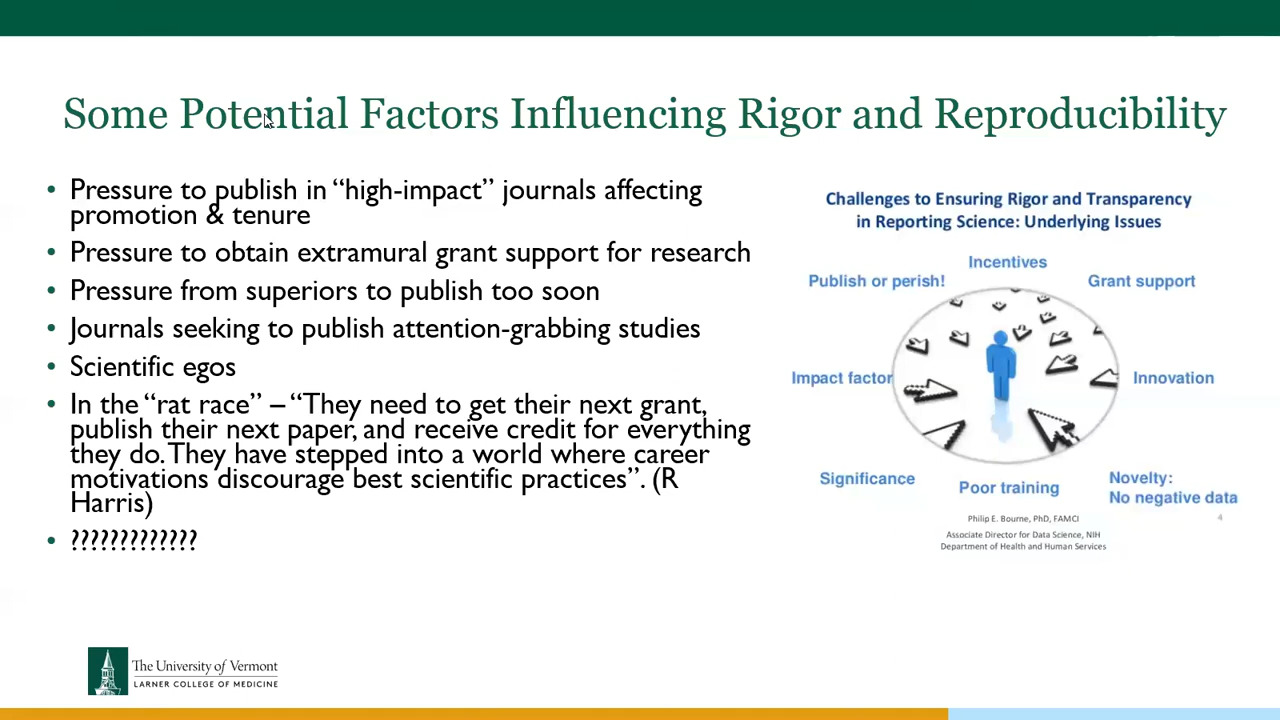 Some Potential Factors Influencing Rigor and Reproducibility
• Pressure to publish in “high-impact” journals affecting
promotion & tenure
• Pressure to obtain extramural grant support for research
• Pressure from superiors to publish too soon
• Journals seeking to publish attention-grabbing studies
• Scientific egos
• In the “rat race” – “They need to get their next grant,
publish their next paper, and receive credit for everything
they do. They have stepped into a world where career
motivations discourage best scientific practices”. (R
Harris)
• ?????????????
Challenges to Ensuring Rigor and Transparency
in Reporting Science: Underlying Issues
Incentives
Publish or perish!
Grant support
Impact factor
Innovation
Significance
Poor training
Novelty:
No negative data
Philip E. Bourne, PhD, FAMCI
4
Associate Director for Data Science, NIH
Department of Health and Human Services
The University of Vermont
LARNER COLLEGE OF MEDICINE